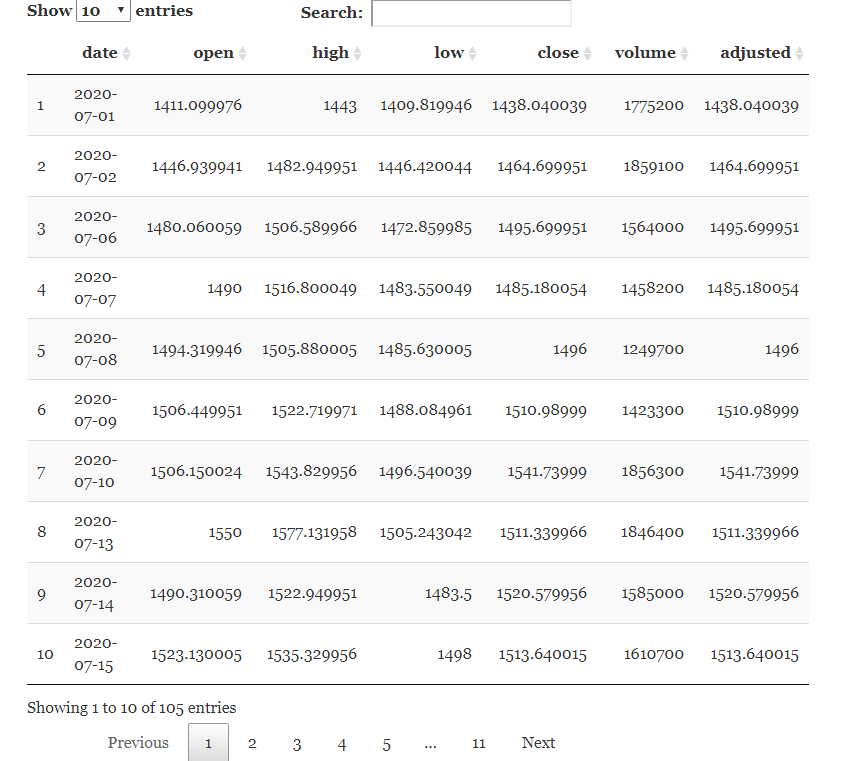 Show 10 entries Search:
date open high low close volume adjusted
1 2020-07-01 1411.099976 1443 1409.819946 1438.040039 1775200 1438.040039
2 2020-07-02 1446.939941 1482.949951 1446.420044 1464.699951 1859100 1464.699951
3 2020-07-06 1480.060059 1506.589966 1472.859985 1495.699951 1564000 1495.699951
4 2020-07-07 1490 1516.800049 1483.550049 1485.180054 1458200 1485.180054
5 2020-07-08 1494.319946 1505.880005 1485.630005 1496 1249700 1496
6 2020-07-09 1506.449951 1522.719971 1488.084961 1510.98999 1423300 1510.98999
7 2020-07-10 1506.150024 1543.829956 1496.540039 1541.73999 1856300 1541.73999
8 2020-07-13 1550 1577.131958 1505.243042 1511.339966 1846400 1511.339966
9 2020-07-14 1490.310059 1522.949951 1483.5 1520.579956 1585000 1520.579956
10 2020-07-15 1523.130005 1535.329956 1498 1513.640015 1610700 1513.640015
Showing 1 to 10 of 105 entries
Previous 1 2 3 4 5 ... 11 Next